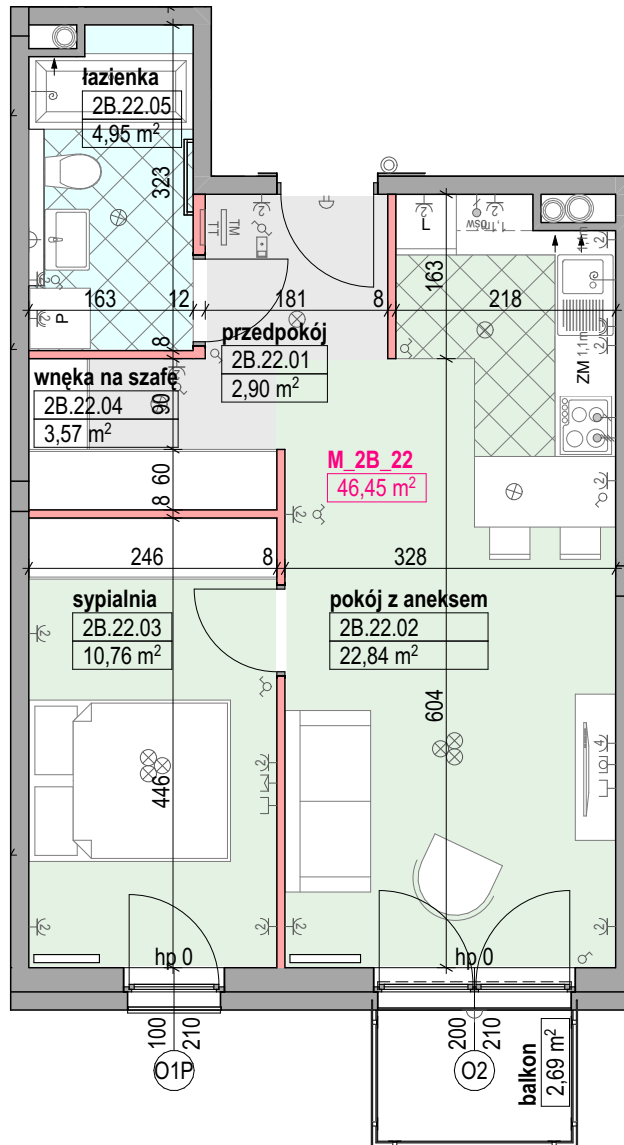 łazienka
2B.22.05
4,95 m²
323
TM
TT
L
163
12
181
8
163
218
P
8
przedpokój
2B.22.01
2,90 m²
ZM
1,1m
wnęka na szafę
2B.22.04
3,57 m²
90
M_2B_22
46,45 m²
60
8
246
8
328
sypialnia
2B.22.03
10,76 m²
pokój z aneksem
2B.22.02
22,84 m²
604
446
hp 0
hp 0
100
210
O1P
200
210
O2
balkon
2,69 m²